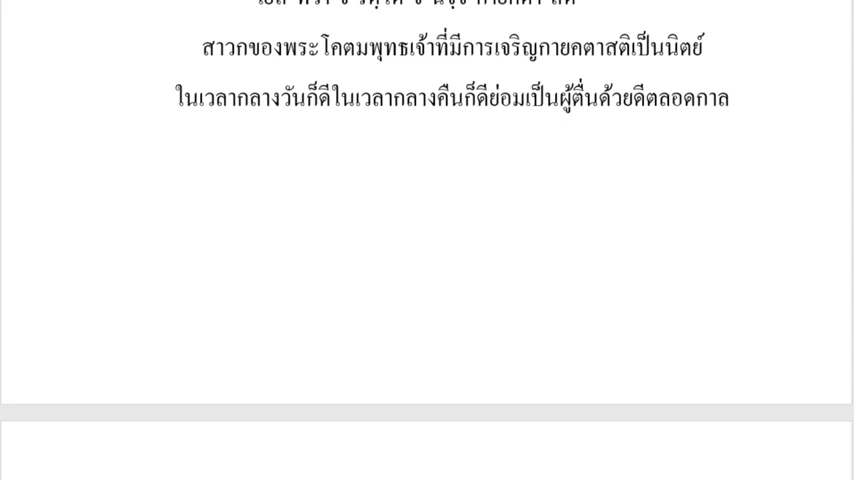 สาวกของพระโคตมพุทธเจ้าที่มีการเจริญกายคตาสติเป็นนิตย์
ในเวลากลางวันก็ดีในเวลากลางคืนก็ดีย่อมเป็นผู้ตื่นด้วยดีตลอดกาล